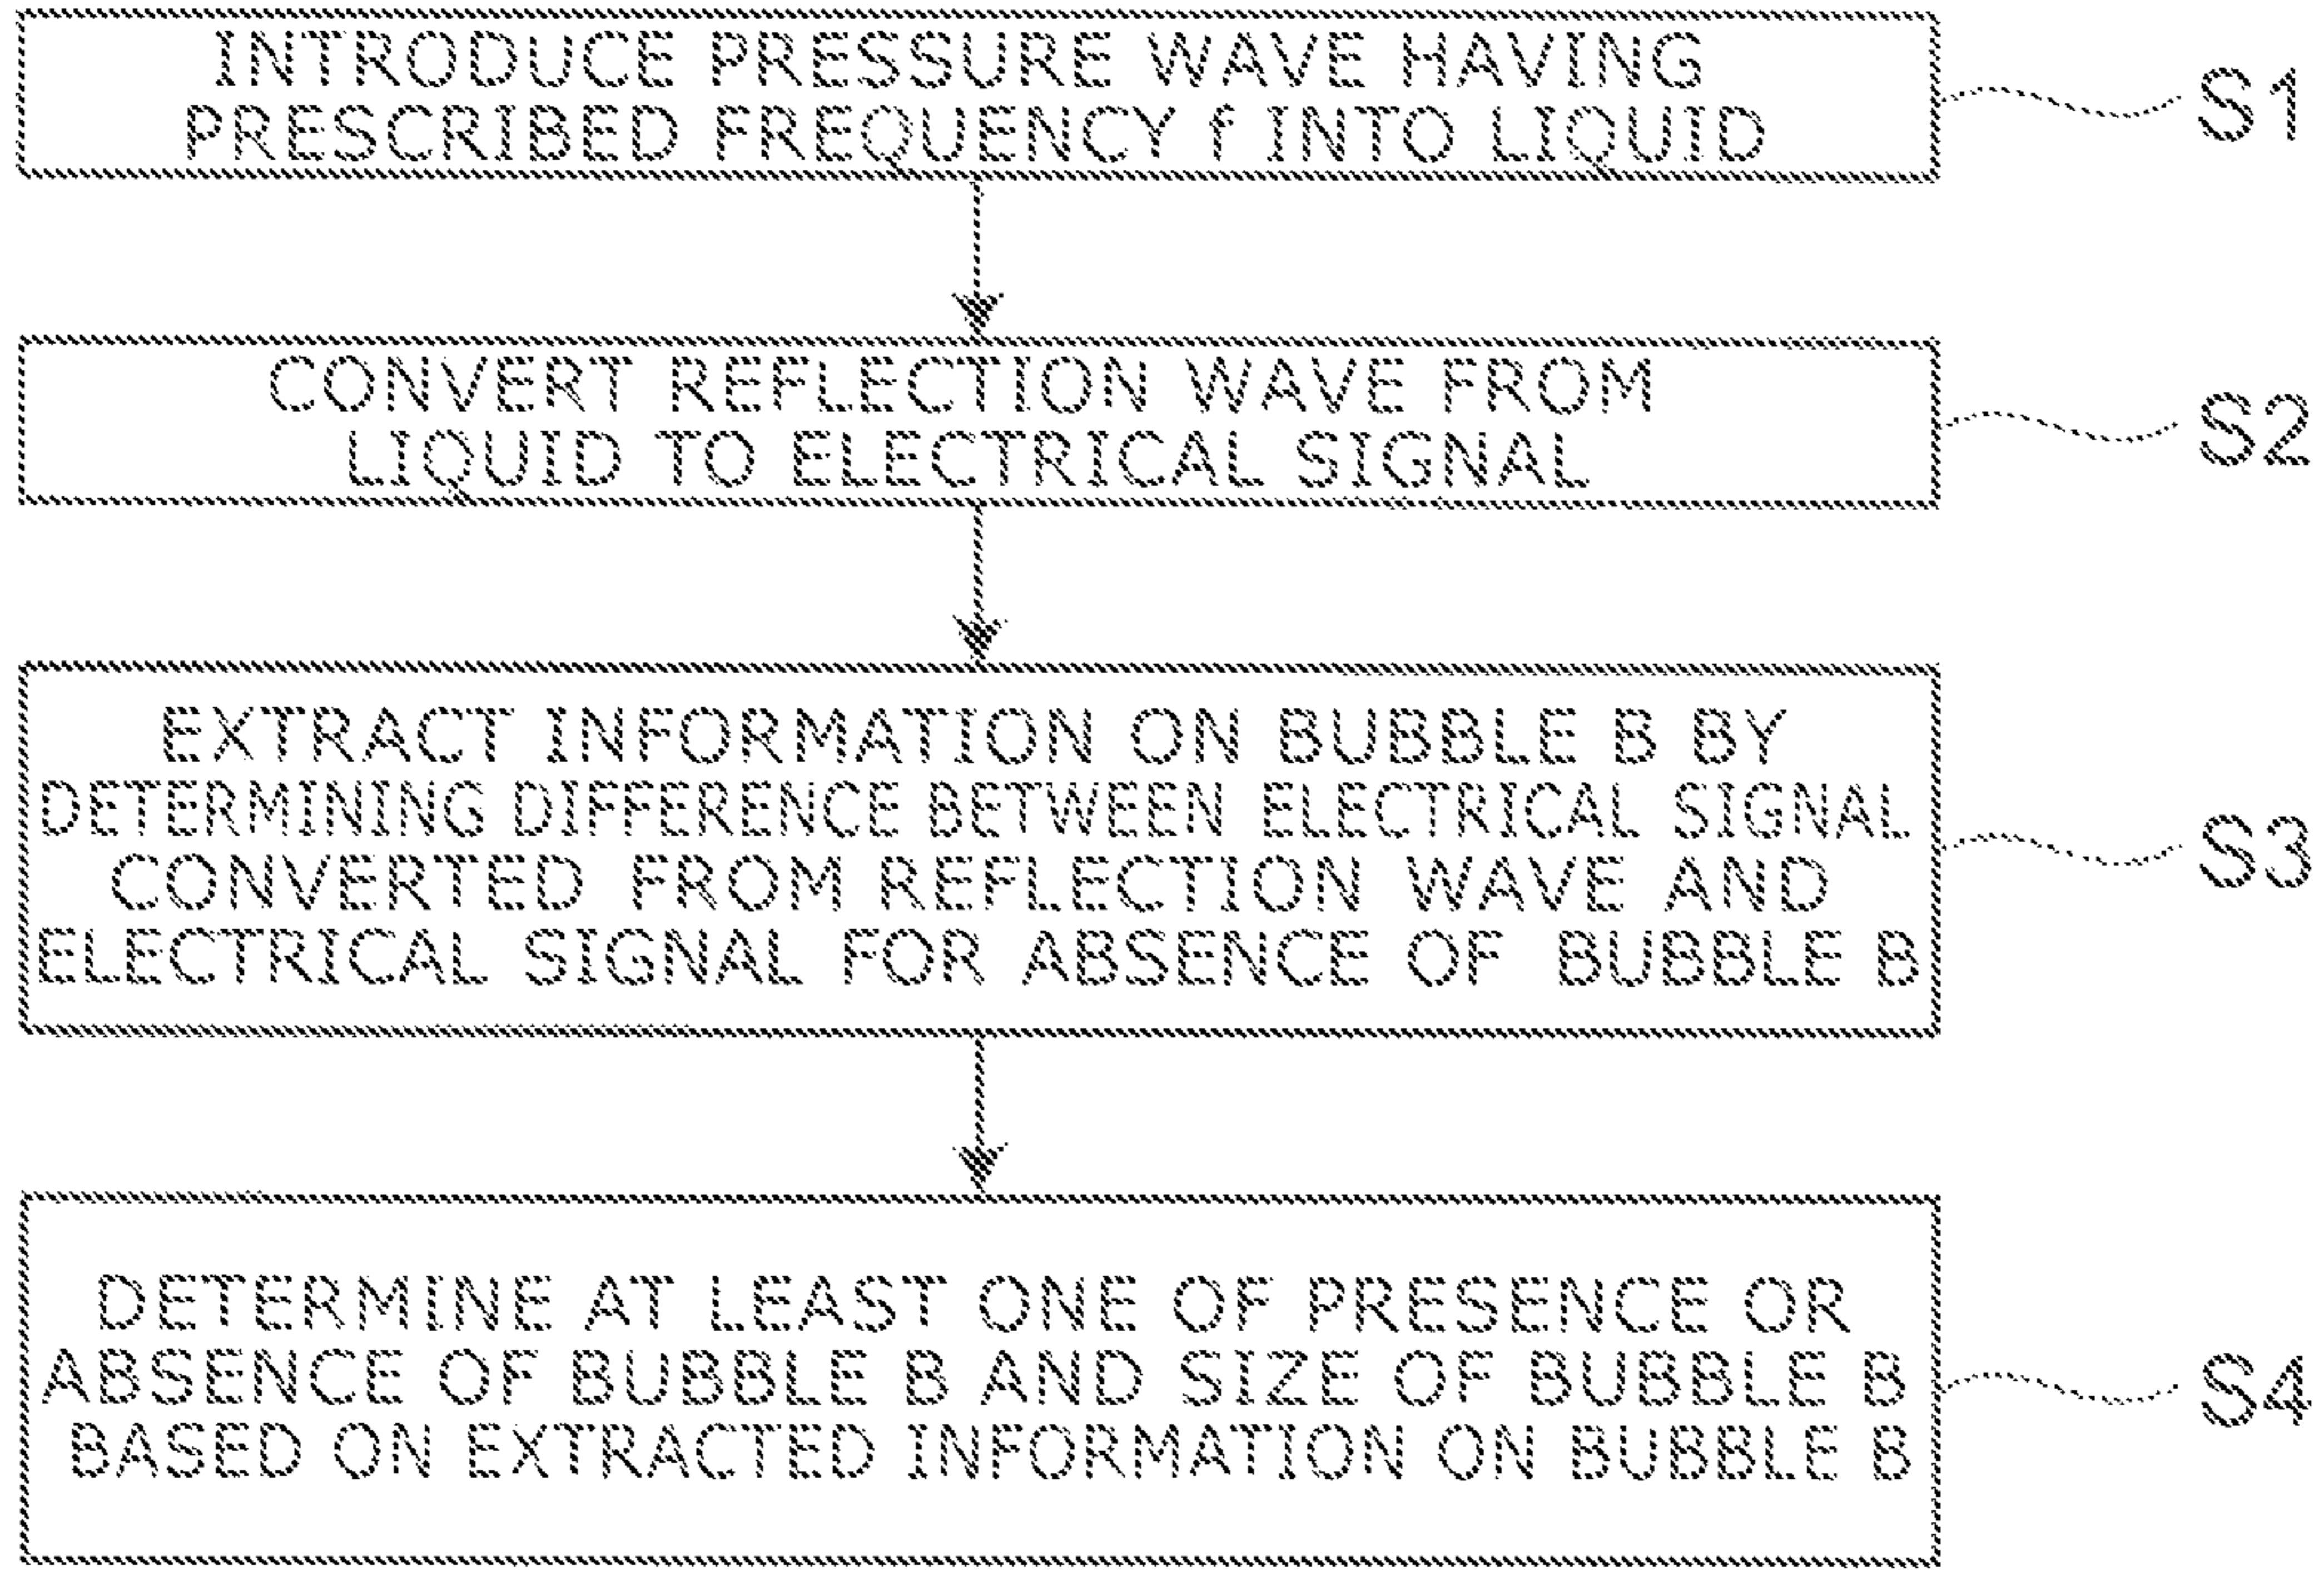 INTRODUCE PRESSURE WAVE HAVING
PRESCRIBED FREQUENCY f INTO LIQUID
S1
CONVERT REFLECTION WAVE FROM
LIQUID TO ELECTRICAL SIGNAL
S2
EXTRACT INFORMATION ON BUBBLE B BY
DETERMINING DIFFERENCE BETWEEN ELECTRICAL SIGNAL
CONVERTED FROM REFLECTION WAVE AND
ELECTRICAL SIGNAL FOR ABSENCE OF BUBBLE B
S3
DETERMINE AT LEAST ONE OF PRESENCE OR
ABSENCE OF BUBBLE B AND SIZE OF BUBBLE B
BASED ON EXTRACTED INFORMATION ON BUBBLE B
S4